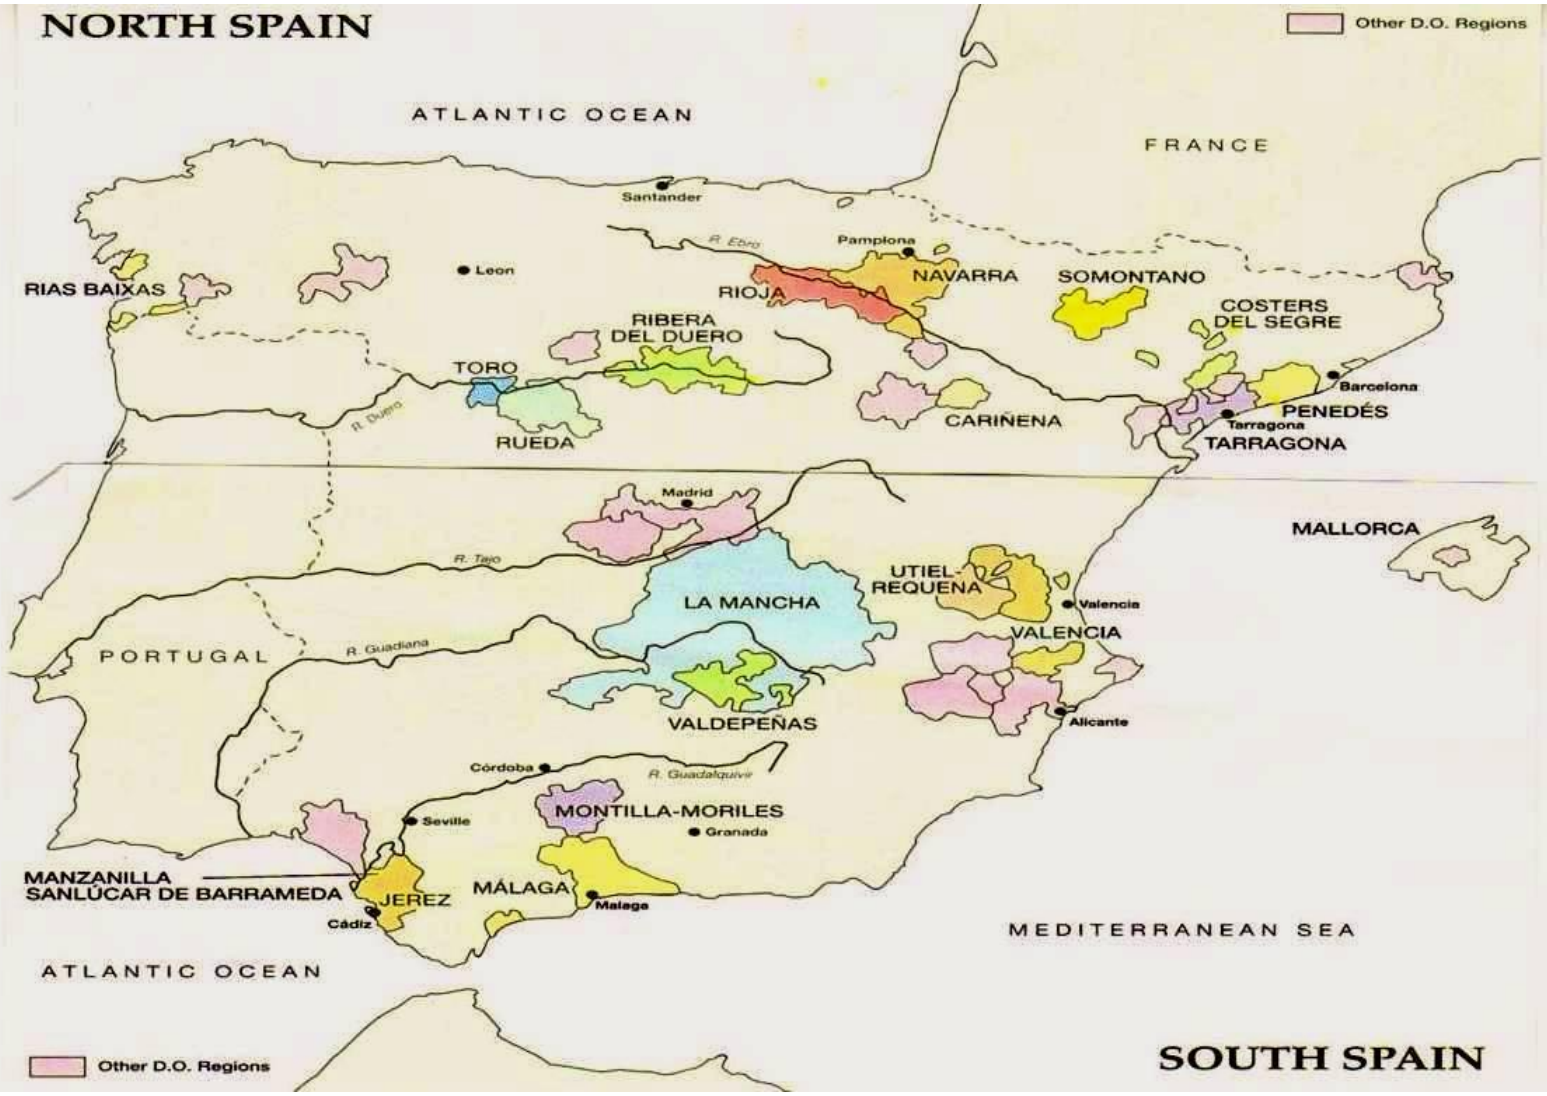 NORTH SPAIN
Other D.O. Regions
ATLANTIC OCEAN
FRANCE
Santander
R. Ebro
Pamplona
Leon
RIAS BAIXAS
NAVARRA
SOMONTANO
RIOJA
COSTERS
DEL SEGRE
RIBERA
DEL DUERO
TORO
Barcelona
R. Duero
RUEDA
CARIÑENA
PENEDÉS
Tarragona
TARRAGONA
Madrid
MALLORCA
R. Tajo
UTIEL-
REQUENA
LA MANCHA
Valencia
VALENCIA
PORTUGAL
R. Guadiana
VALDEPEÑAS
Alicante
Córdoba
R. Guadalquivir
MONTILLA-MORILES
Seville
Granada
MANZANILLA
SANLÚCAR DE BARRAMEDA
JEREZ
MÁLAGA
Malaga
Cádiz
MEDITERRANEAN SEA
ATLANTIC OCEAN
Other D.O. Regions
SOUTH SPAIN